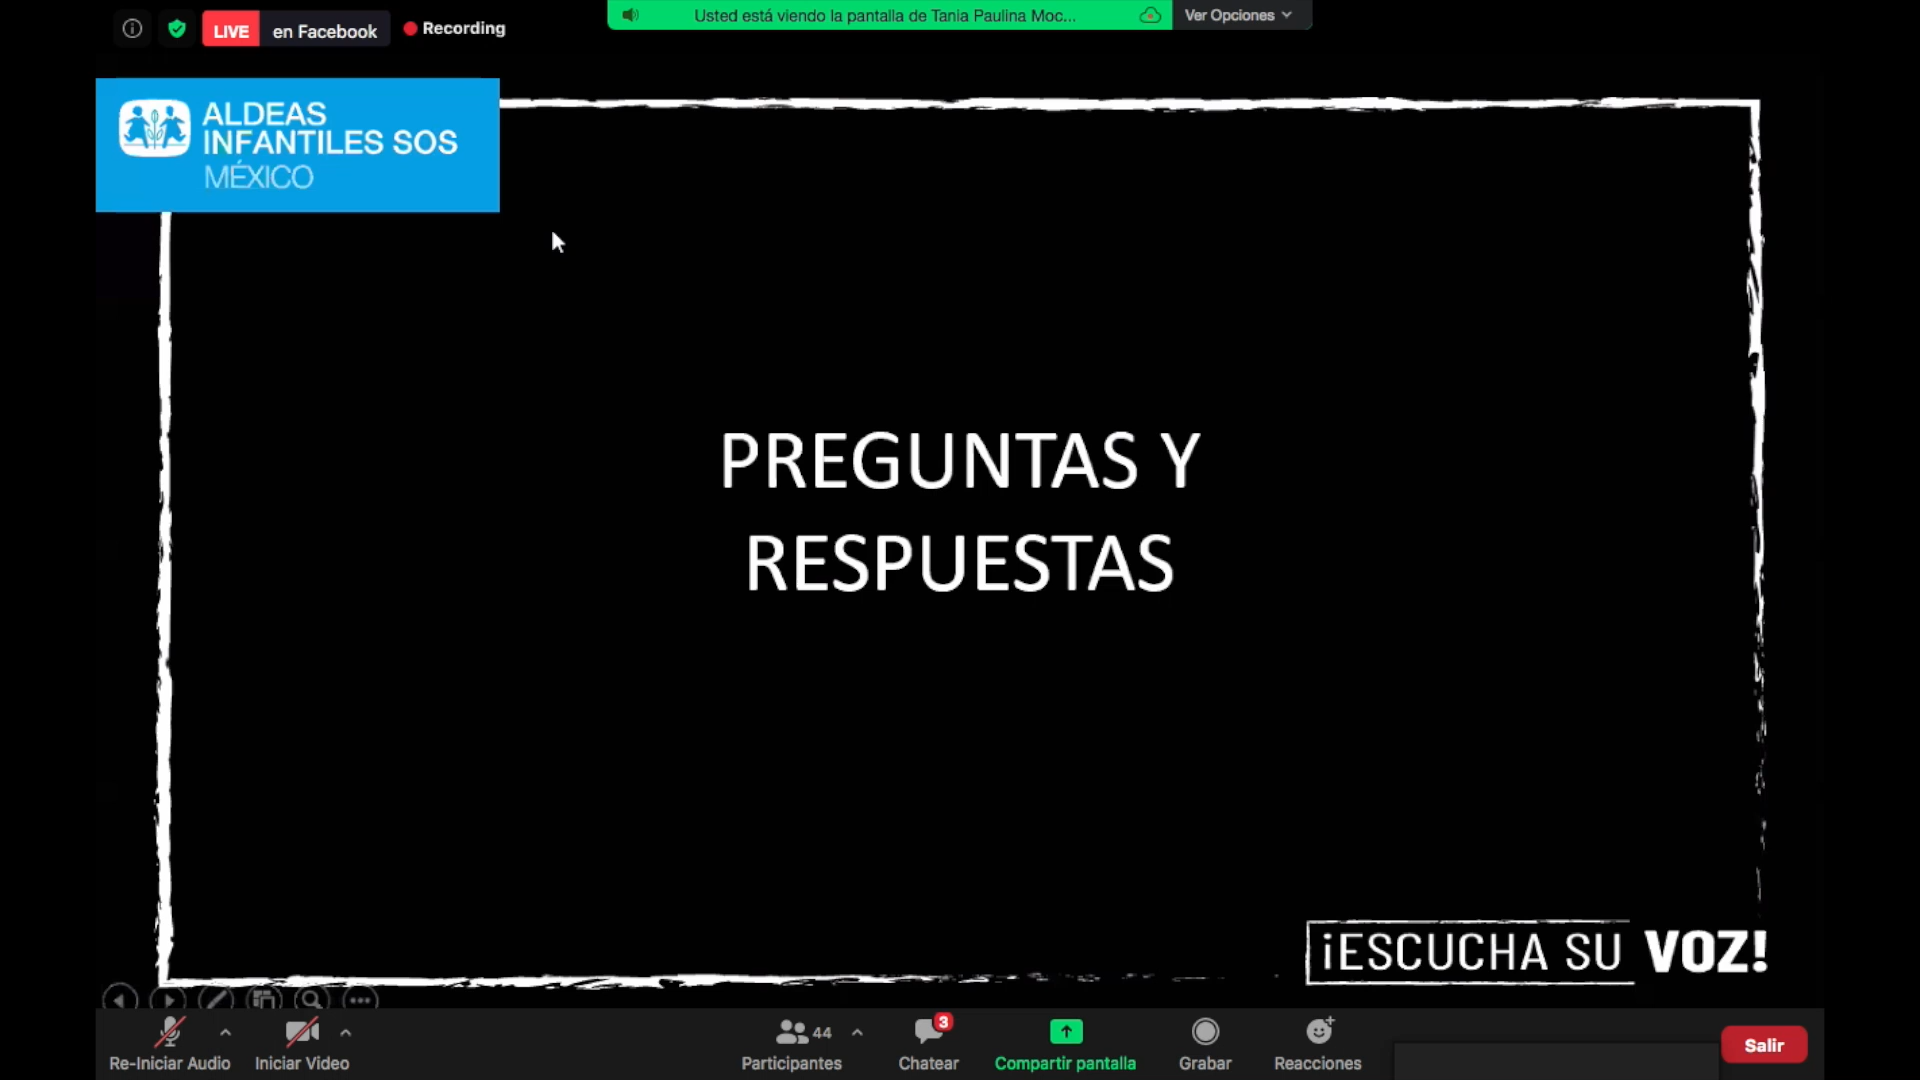 LIVE en Facebook
Recording
Usted está viendo la pantalla de Tania Paulina Moc...
Ver Opciones
ALDEAS
INFANTILES SOS
MÉXICO
PREGUNTAS Y
RESPUESTAS
¡ESCUCHA SU VOZ!
Re-Iniciar Audio
Iniciar Video
44
Participantes
3
Chatear
Compartir pantalla
Grabar
Reacciones
Salir